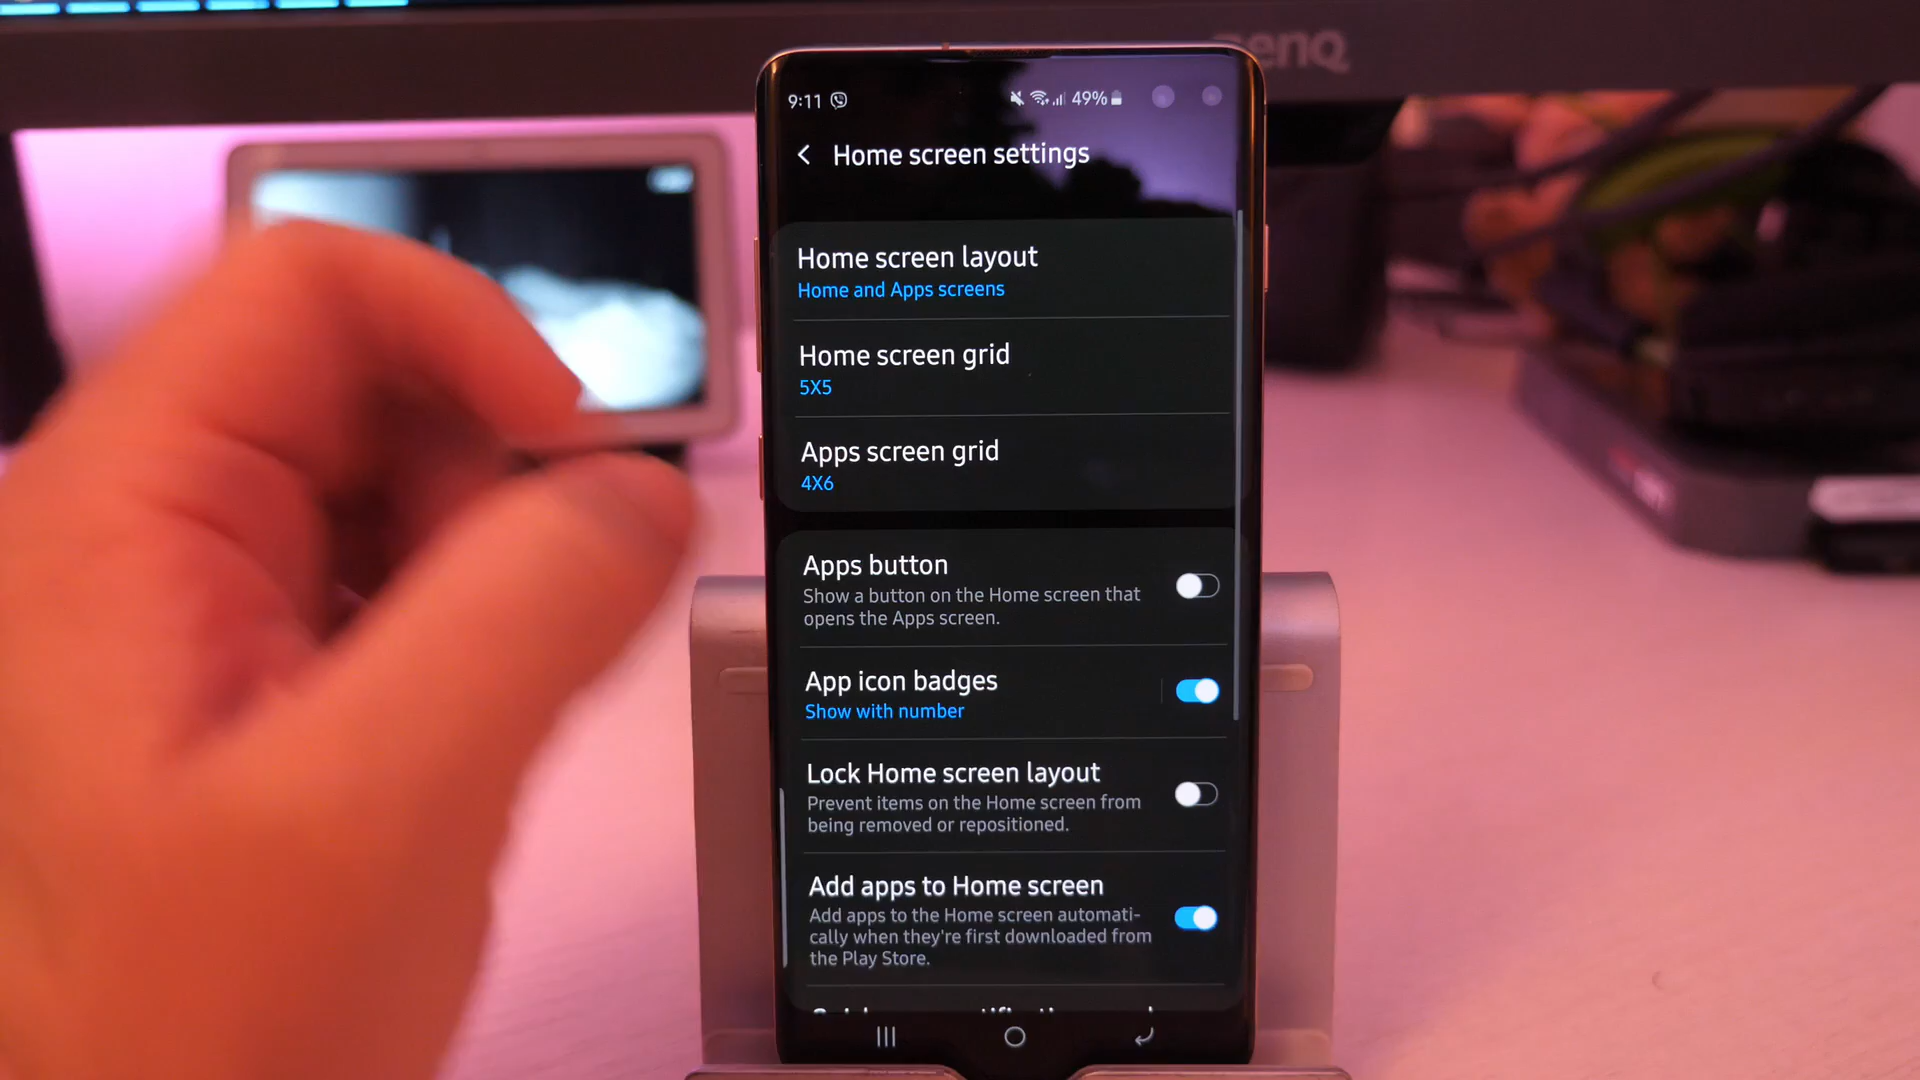 9:11
49%
Home screen settings
Home screen layout
Home and Apps screens
Home screen grid
5X5
Apps screen grid
4X6
Apps button
Show a button on the Home screen that
opens the Apps screen.
App icon badges
Show with number
Lock Home screen layout
Prevent items on the Home screen from
being removed or repositioned.
Add apps to Home screen
Add apps to the Home screen automati-
cally when they're first downloaded from
the Play Store.